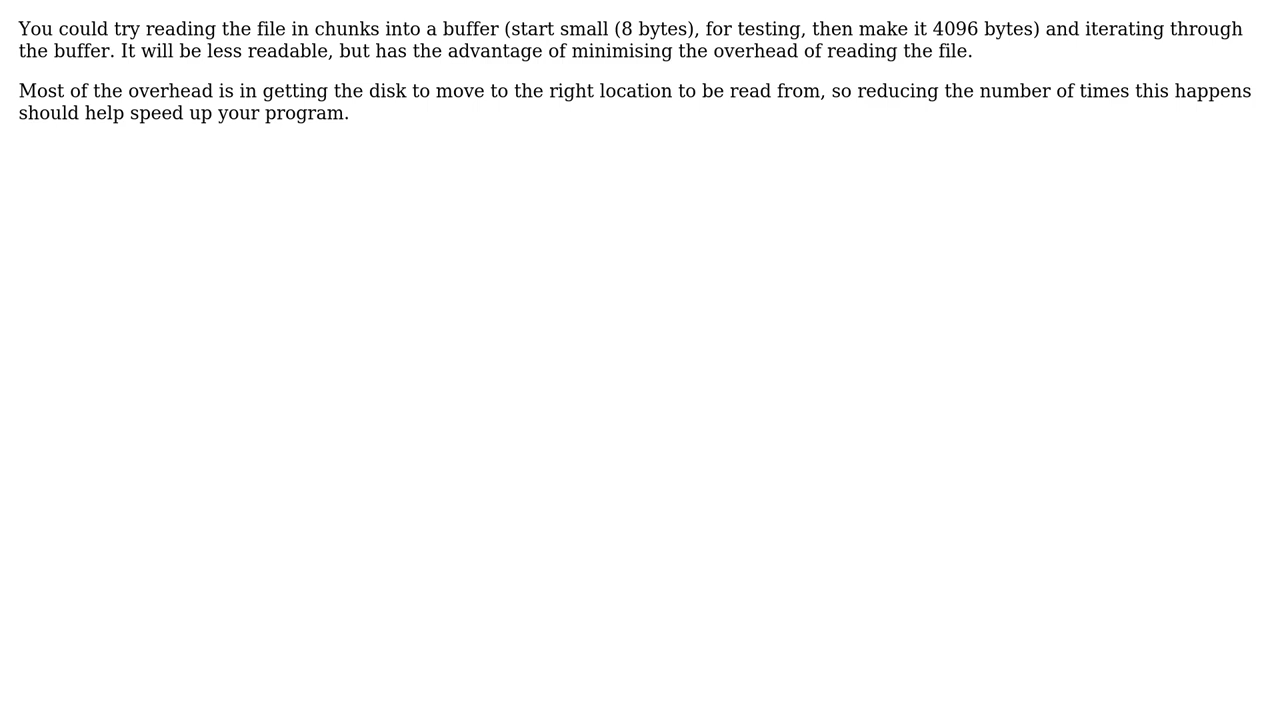 You could try reading the file in chunks into a buffer (start small (8 bytes), for testing, then make it 4096 bytes) and iterating through
the buffer. It will be less readable, but has the advantage of minimising the overhead of reading the file.
Most of the overhead is in getting the disk to move to the right location to be read from, so reducing the number of times this happens
should help speed up your program.